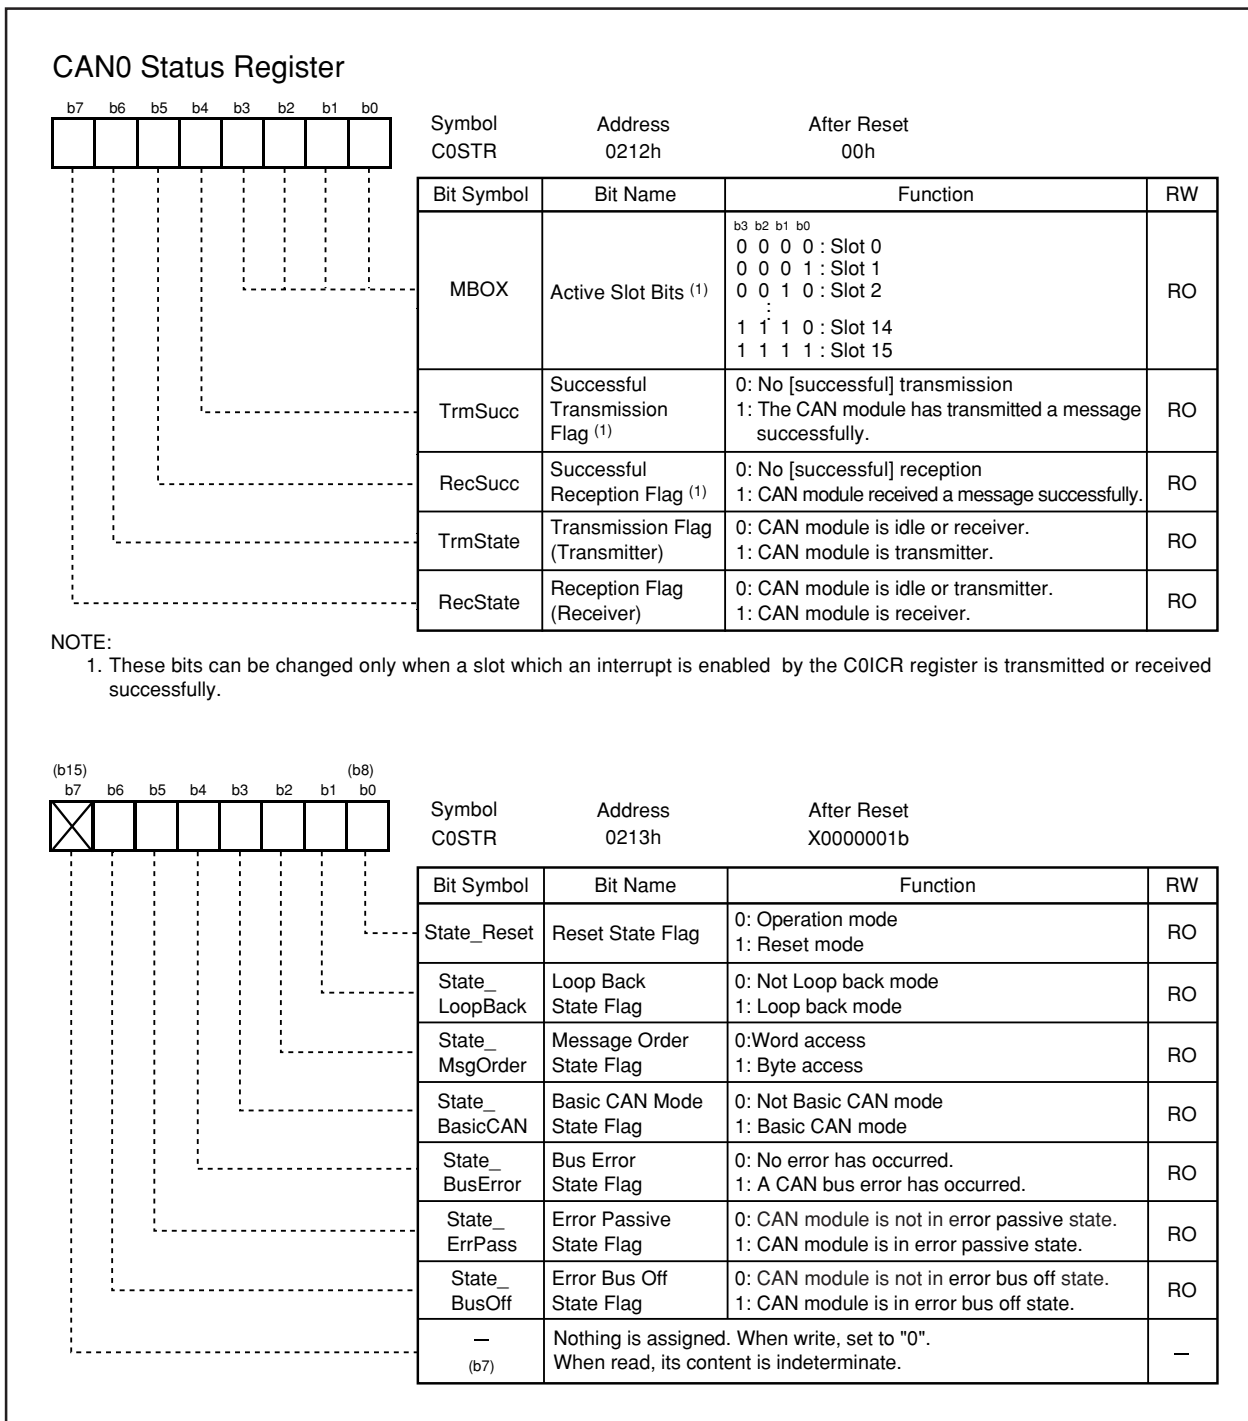 CAN0 Status Register
b7 b6 b5 b4 b3 b2 b1 b0
Symbol Address After Reset
C0STR 0212h 00h
Bit Symbol Bit Name Function RW
MBOX Active Slot Bits (1) RO
b3 b2 b1 b0
0 0 0 0 : Slot 0
0 0 0 1 : Slot 1
0 0 1 0 : Slot 2
:
1 1 1 0 : Slot 14
1 1 1 1 : Slot 15
TrmSucc
Successful
Transmission
Flag (1)
0: No [successful] transmission
1: The CAN module has transmitted a message
successfully.
RO
RecSucc
Successful
Reception Flag (1)
0: No [successful] reception
1: CAN module received a message successfully.
RO
TrmState
Transmission Flag
(Transmitter)
0: CAN module is idle or receiver.
1: CAN module is transmitter.
RO
RecState
Reception Flag
(Receiver)
0: CAN module is idle or transmitter.
1: CAN module is receiver.
RO
NOTE:
1. These bits can be changed only when a slot which an interrupt is enabled by the C0ICR register is transmitted or received
successfully.
(b15) (b8)
b7 b6 b5 b4 b3 b2 b1 b0
Symbol Address After Reset
C0STR 0213h X0000001b
Bit Symbol Bit Name Function RW
State_Reset
Reset State Flag
0: Operation mode
1: Reset mode
RO
State_
LoopBack
Loop Back
State Flag
0: Not Loop back mode
1: Loop back mode
RO
State_
MsgOrder
Message Order
State Flag
0:Word access
1: Byte access
RO
State_
BasicCAN
Basic CAN Mode
State Flag
0: Not Basic CAN mode
1: Basic CAN mode
RO
State_
BusError
Bus Error
State Flag
0: No error has occurred.
1: A CAN bus error has occurred.
RO
State_
ErrPass
Error Passive
State Flag
0: CAN module is not in error passive state.
1: CAN module is in error passive state.
RO
State_
BusOff
Error Bus Off
State Flag
0: CAN module is not in error bus off state.
1: CAN module is in error bus off state.
RO
–
(b7)
Nothing is assigned. When write, set to "0".
When read, its content is indeterminate.
–